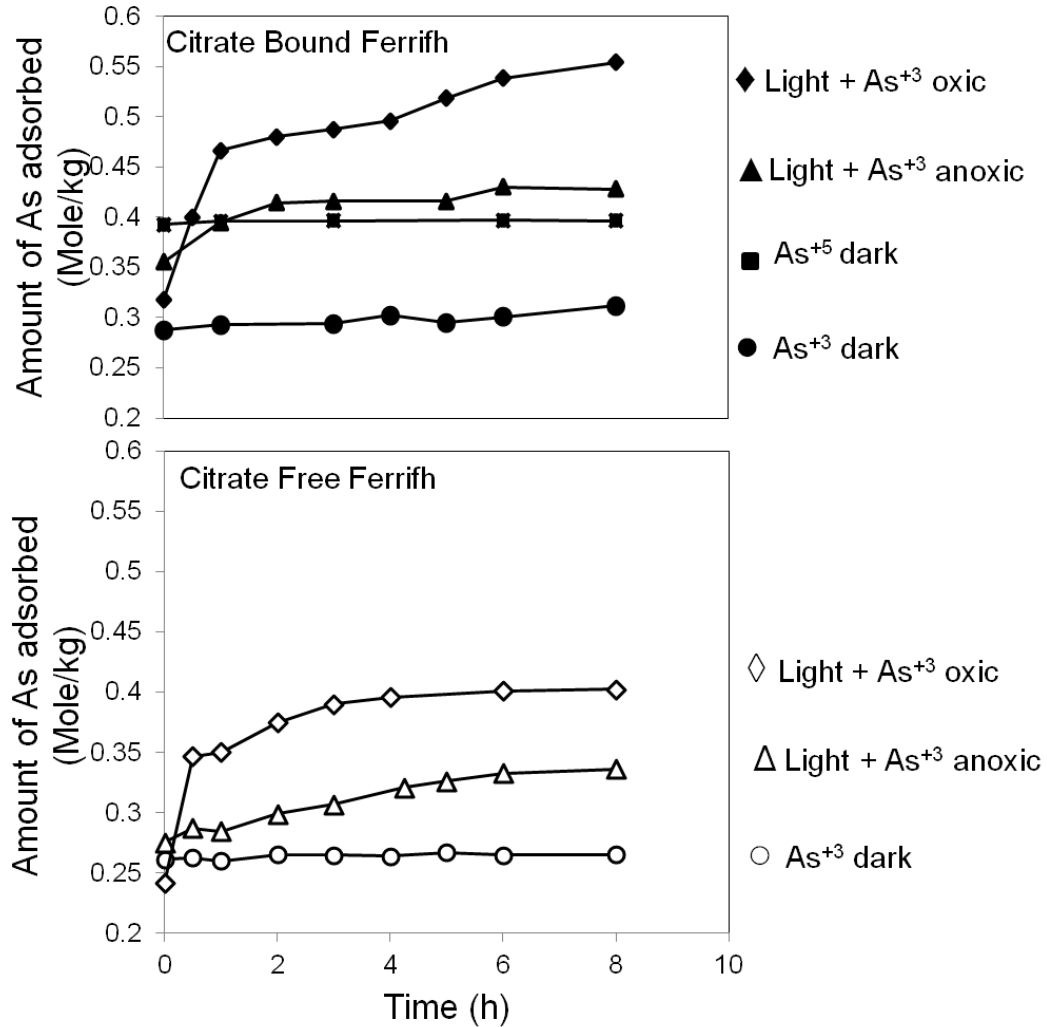 Amount of As adsorbed
(Mole/kg)
0.6
0.55
0.5
0.45
0.4
0.35
0.3
0.25
0.2
Citrate Bound Ferrifh
Light + As⁺³ oxic
Light + As⁺³ anoxic
As⁺⁵ dark
As⁺³ dark
Amount of As adsorbed
(Mole/kg)
0.6
0.55
0.5
0.45
0.4
0.35
0.3
0.25
0.2
Citrate Free Ferrifh
Light + As⁺³ oxic
Light + As⁺³ anoxic
As⁺³ dark
0 2 4 6 8 10
Time (h)